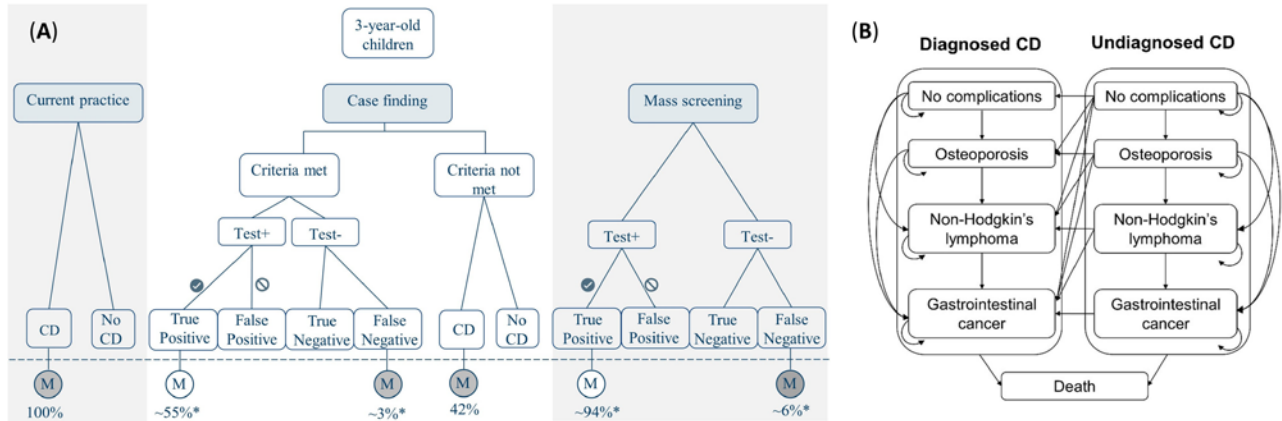 (A)
3-year-old
children
Current practice
Case finding
Mass screening
Criteria met
Criteria not
met
Test+
Test-
Test+
Test-
CD
No
CD
True
Positive
False
Positive
True
Negative
False
Negative
CD
No
CD
True
Positive
False
Positive
True
Negative
False
Negative
M
M
M
M
M
M
100%
~55%*
~3%*
42%
~94%*
~6%*
(B)
Diagnosed CD
Undiagnosed CD
No complications
No complications
Osteoporosis
Osteoporosis
Non-Hodgkin's
lymphoma
Non-Hodgkin's
lymphoma
Gastrointestinal
cancer
Gastrointestinal
cancer
Death